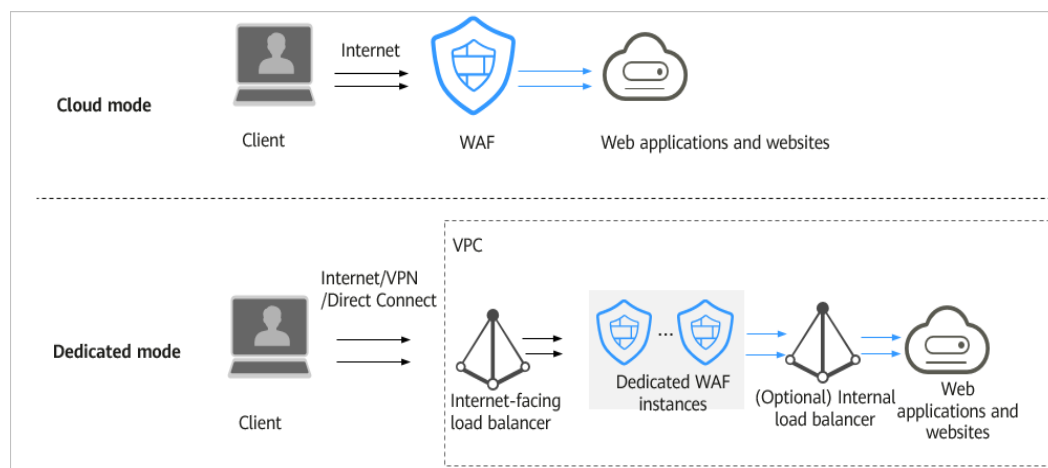 Internet
Cloud mode
Client
WAF
Web applications and websites
VPC
Internet/VPN
/Direct Connect
Dedicated mode
...
Client
Internet-facing
load balancer
Dedicated WAF
instances
(Optional) Internal
load balancer
Web
applications and
websites